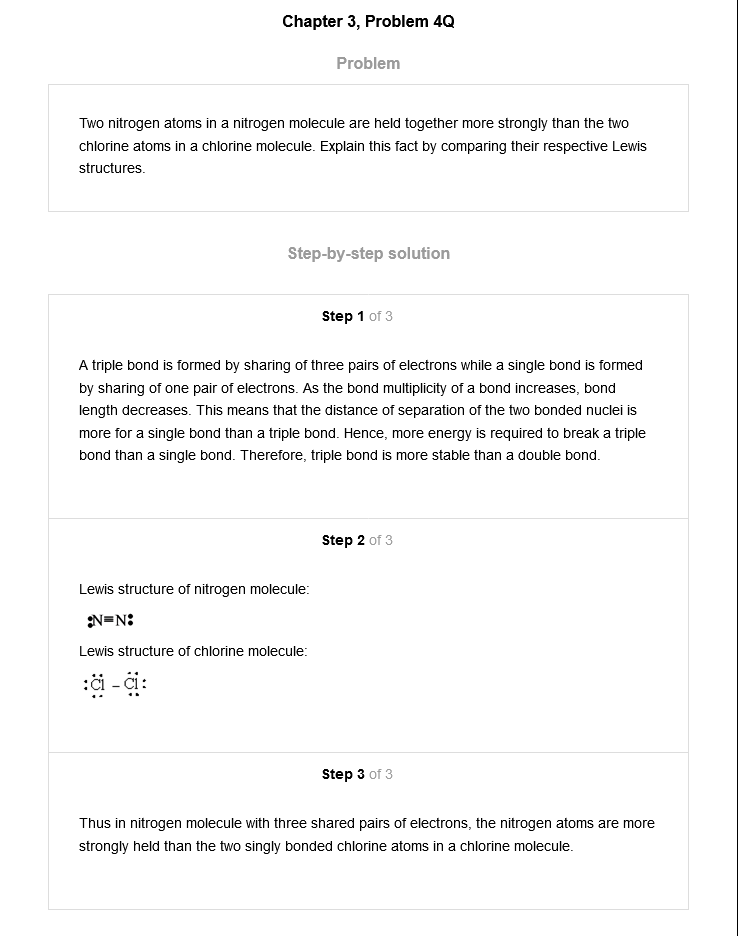 Chapter 3, Problem 4Q
Problem
Two nitrogen atoms in a nitrogen molecule are held together more strongly than the two
chlorine atoms in a chlorine molecule. Explain this fact by comparing their respective Lewis
structures.
Step-by-step solution
Step 1 of 3
A triple bond is formed by sharing of three pairs of electrons while a single bond is formed
by sharing of one pair of electrons. As the bond multiplicity of a bond increases, bond
length decreases. This means that the distance of separation of the two bonded nuclei is
more for a single bond than a triple bond. Hence, more energy is required to break a triple
bond than a single bond. Therefore, triple bond is more stable than a double bond.
Step 2 of 3
Lewis structure of nitrogen molecule:
:N≡N:
Lewis structure of chlorine molecule:
:C̤̈l – C̤̈l:
Step 3 of 3
Thus in nitrogen molecule with three shared pairs of electrons, the nitrogen atoms are more
strongly held than the two singly bonded chlorine atoms in a chlorine molecule.